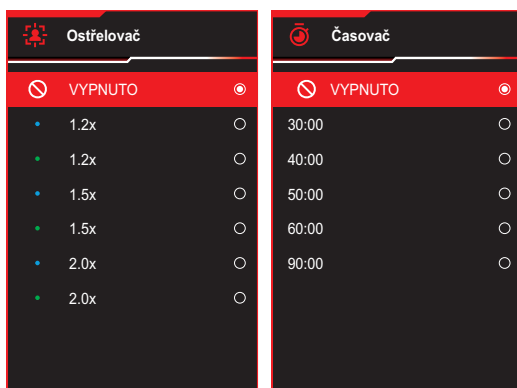 Ostřelovač
VYPNUTO
1.2x
1.2x
1.5x
1.5x
2.0x
2.0x
Časovač
VYPNUTO
30:00
40:00
50:00
60:00
90:00